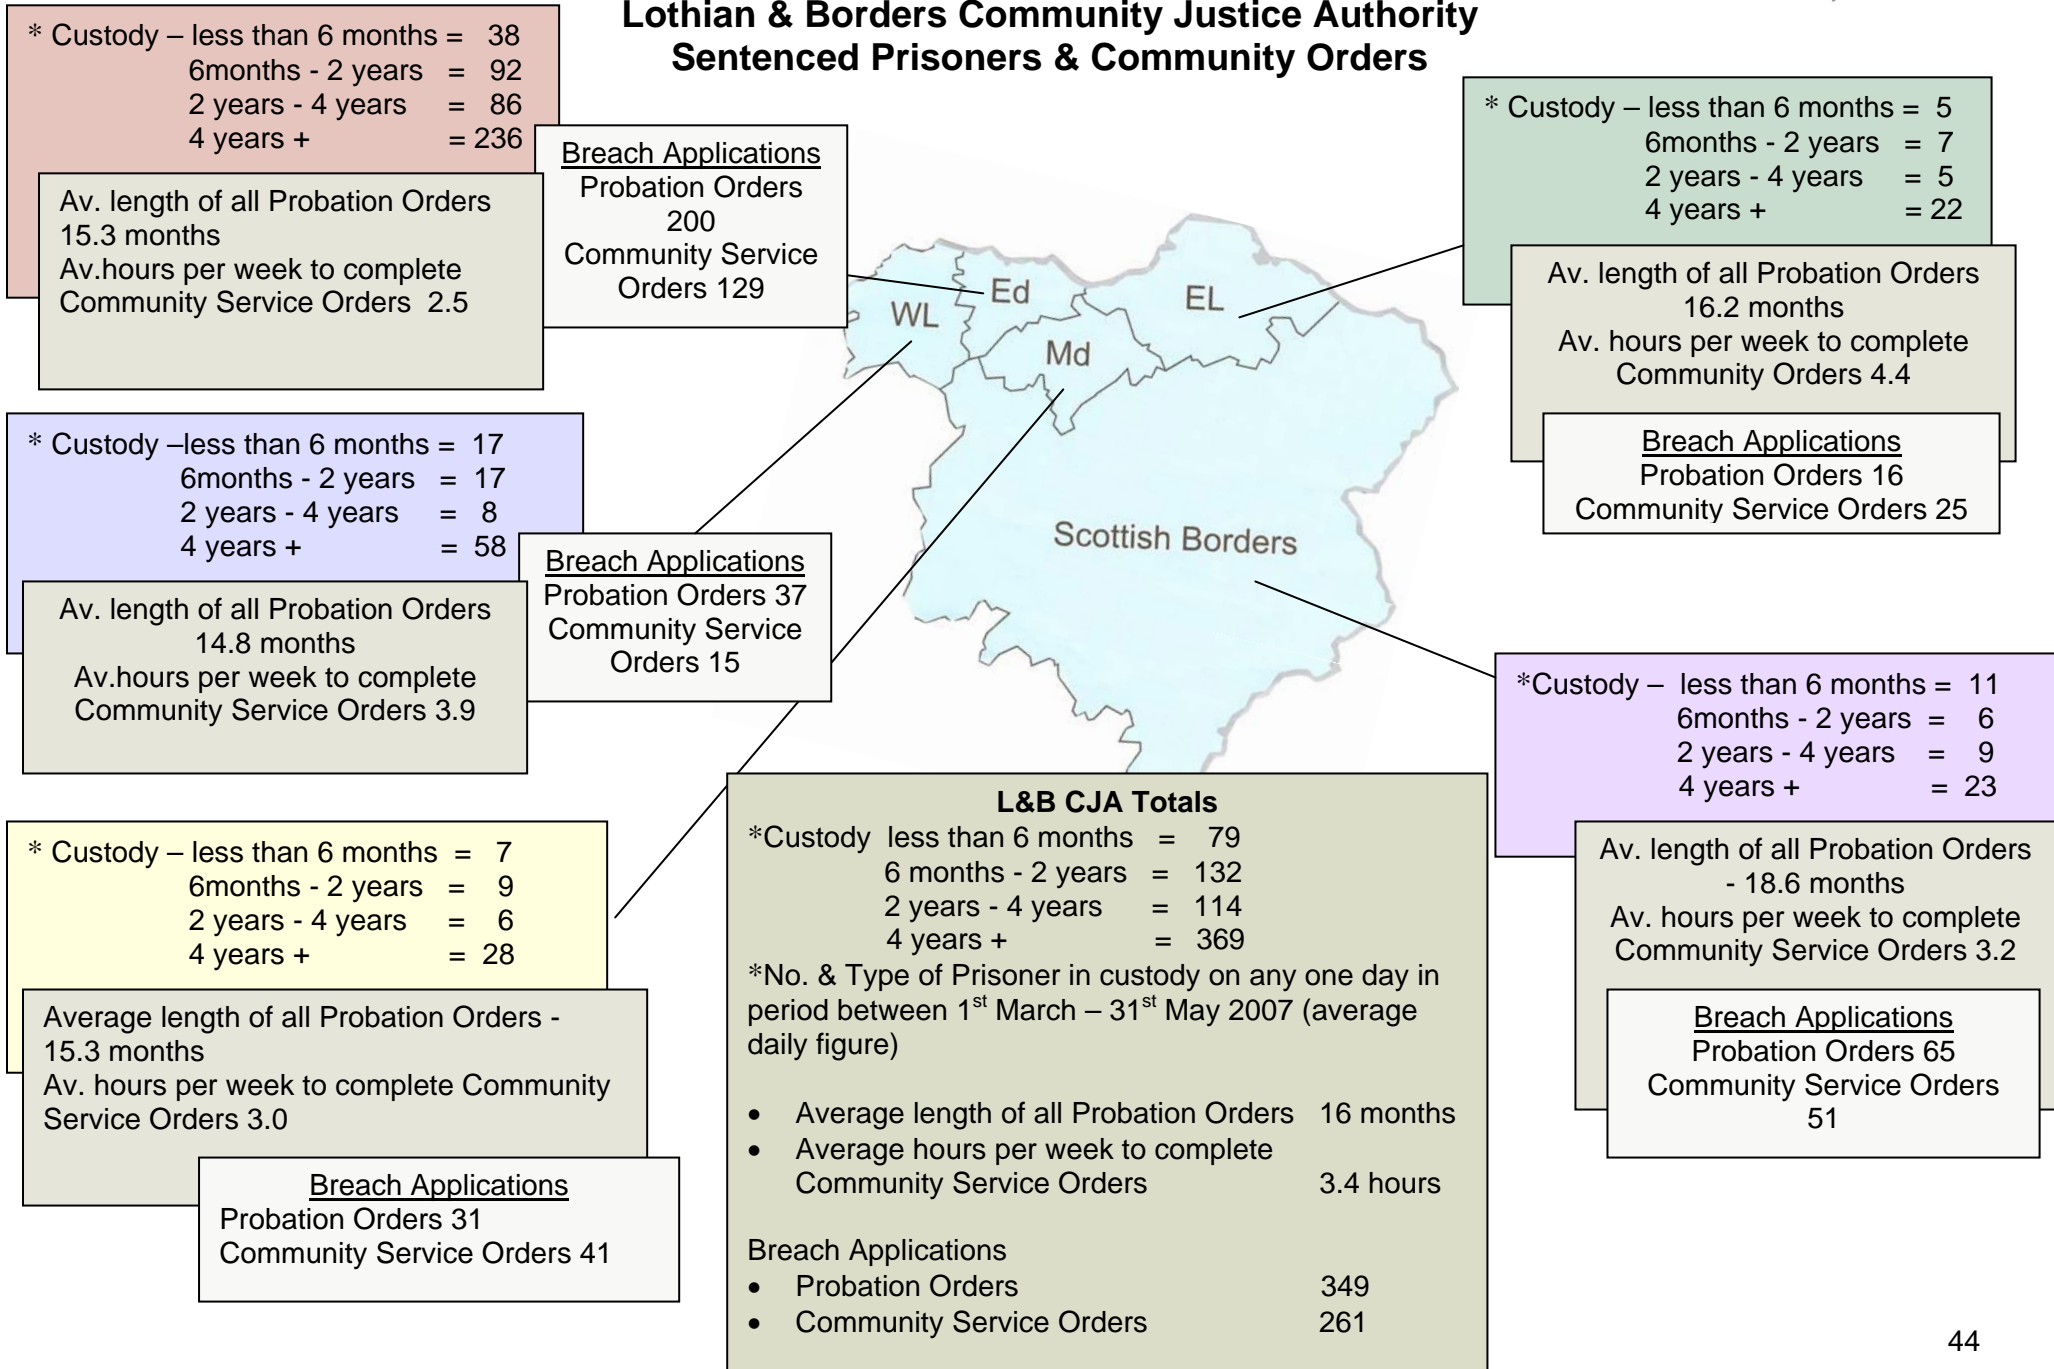 Lothian & Borders Community Justice Authority
Sentenced Prisoners & Community Orders
* Custody – less than 6 months = 38
6months - 2 years = 92
2 years - 4 years = 86
4 years + = 236
Av. length of all Probation Orders
15.3 months
Av.hours per week to complete
Community Service Orders 2.5
Breach Applications
Probation Orders
200
Community Service
Orders 129
* Custody – less than 6 months = 5
6months - 2 years = 7
2 years - 4 years = 5
4 years + = 22
Av. length of all Probation Orders
16.2 months
Av. hours per week to complete
Community Orders 4.4
Breach Applications
Probation Orders 16
Community Service Orders 25
WL
Ed
EL
Md
Scottish Borders
* Custody –less than 6 months = 17
6months - 2 years = 17
2 years - 4 years = 8
4 years + = 58
Av. length of all Probation Orders
14.8 months
Av.hours per week to complete
Community Service Orders 3.9
Breach Applications
Probation Orders 37
Community Service
Orders 15
*Custody – less than 6 months = 11
6months - 2 years = 6
2 years - 4 years = 9
4 years + = 23
Av. length of all Probation Orders
- 18.6 months
Av. hours per week to complete
Community Service Orders 3.2
Breach Applications
Probation Orders 65
Community Service Orders
51
* Custody – less than 6 months = 7
6months - 2 years = 9
2 years - 4 years = 6
4 years + = 28
Average length of all Probation Orders -
15.3 months
Av. hours per week to complete Community
Service Orders 3.0
Breach Applications
Probation Orders 31
Community Service Orders 41
L&B CJA Totals
*Custody less than 6 months = 79
6 months - 2 years = 132
2 years - 4 years = 114
4 years + = 369
*No. & Type of Prisoner in custody on any one day in
period between 1st March – 31st May 2007 (average
daily figure)
• Average length of all Probation Orders 16 months
• Average hours per week to complete
Community Service Orders 3.4 hours
Breach Applications
• Probation Orders 349
• Community Service Orders 261
44